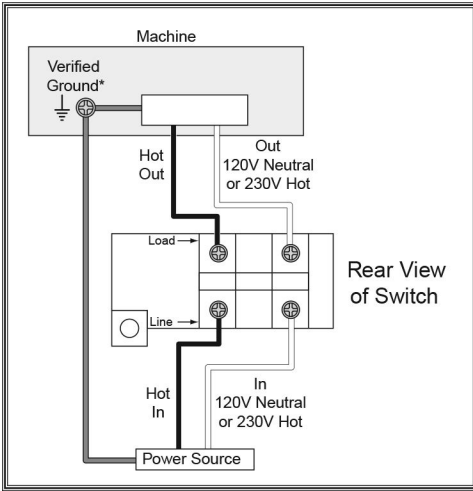 Machine
Verified
Ground*
Hot
Out
Out
120V Neutral
or 230V Hot
Load
Rear View
of Switch
Line
Hot
In
In
120V Neutral
or 230V Hot
Power Source